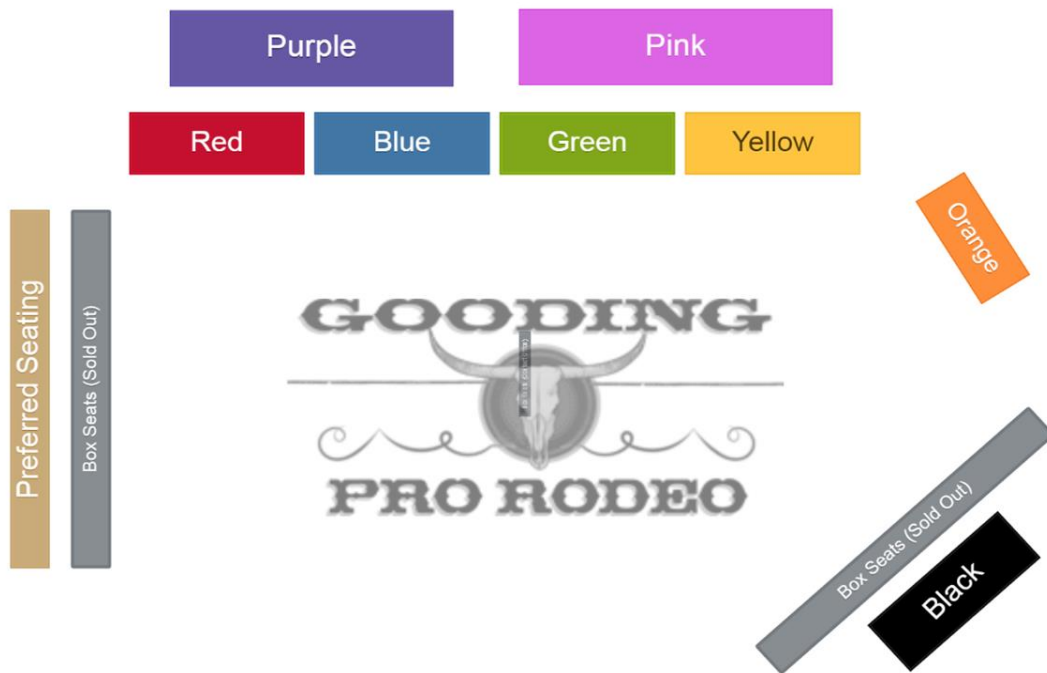 Purple
Pink
Red
Blue
Green
Yellow
Orange
Preferred Seating
Box Seats (Sold Out)
GOODING
PRO RODEO
Box Seats (Sold Out)
Black